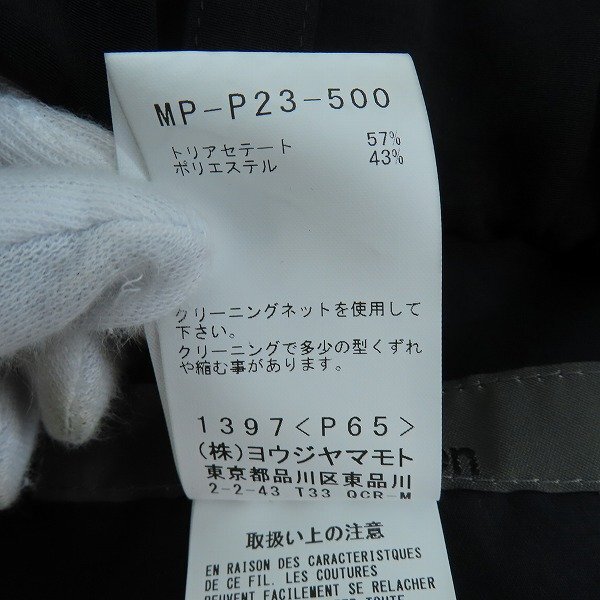 MP-P23-500
トリアセテート 57%
ポリエステル 43%
クリーニングネットを使用して
下さい。
クリーニングで多少の型くずれ
や縮む事があります。
1397<P65>
(株)ヨウジヤマモト
東京都品川区東品川
2-2-43 T33 OCR-M
取扱い上の注意
EN RAISON DES CARACTERISTQUES
DE CE FIL. LES COUTURES
PEUVENT FACILEMENT SE RELACHER